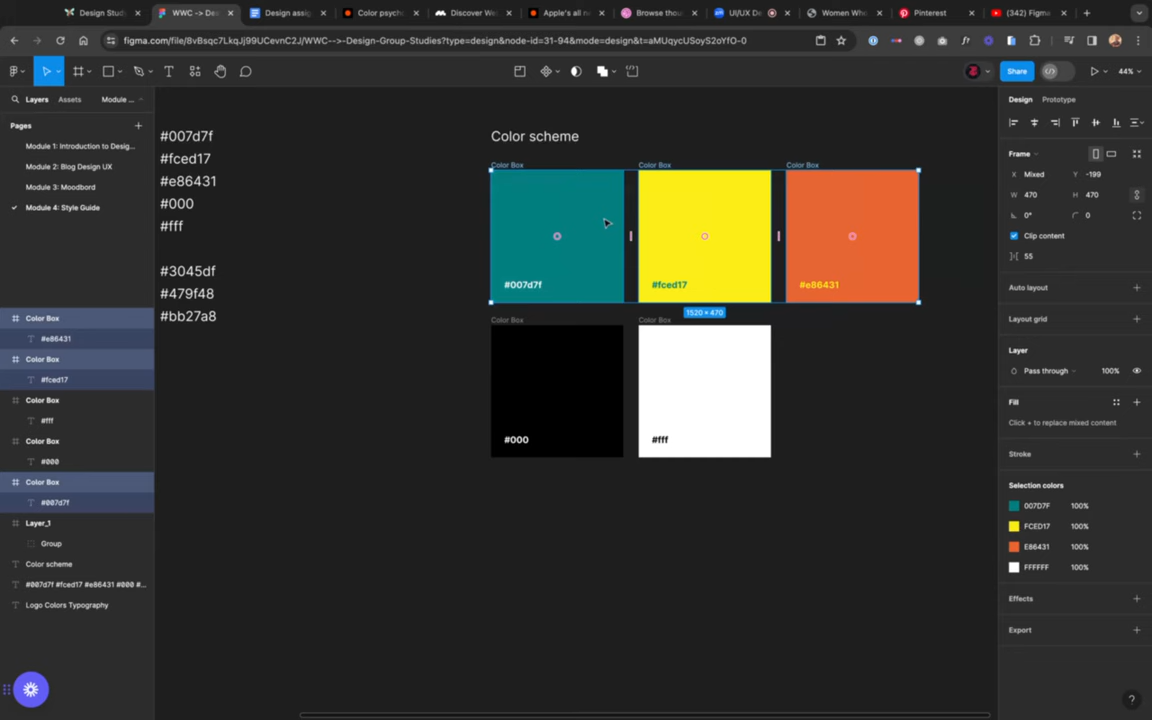 Design Stud
WWC -> Des
Design assig
Color psych
Discover We
Apple's all n
Browse thou
UI/UX De
Women Whe
Pinterest
(342) Figma
figma.com/file/8vBsqc7LkqJj99UCevnC2J/WWC--›-Design-Group-Studies?type=design&node-id=31-94&mode=design&t=aMUqycUSoyS2oYfO-0
Share
44%
Layers
Assets
Module ...
Pages
Module 1: Introduction to Desig...
Module 2: Blog Design UX
Module 3: Moodbord
Module 4: Style Guide
Color Box
#e86431
Color Box
#fced17
Color Box
#fff
Color Box
#000
Color Box
#007d7f
Layer_1
Group
Color scheme
#007d7f #fced17 #e86431 #000 #...
Logo Colors Typography
#007d7f
#fced17
#e86431
#000
#fff
#3045df
#479f48
#bb27a8
Color scheme
Color Box
Color Box
Color Box
#007d7f
#fced17
#e86431
1520 × 470
Color Box
Color Box
#000
#fff
Design
Prototype
Frame
X Mixed
Y -199
W 470
H 470
0°
0
Clip content
55
Auto layout
Layout grid
Layer
Pass through
100%
Fill
Click + to replace mixed content
Stroke
Selection colors
007D7F 100%
FCED17 100%
E86431 100%
FFFFFF 100%
Effects
Export
?